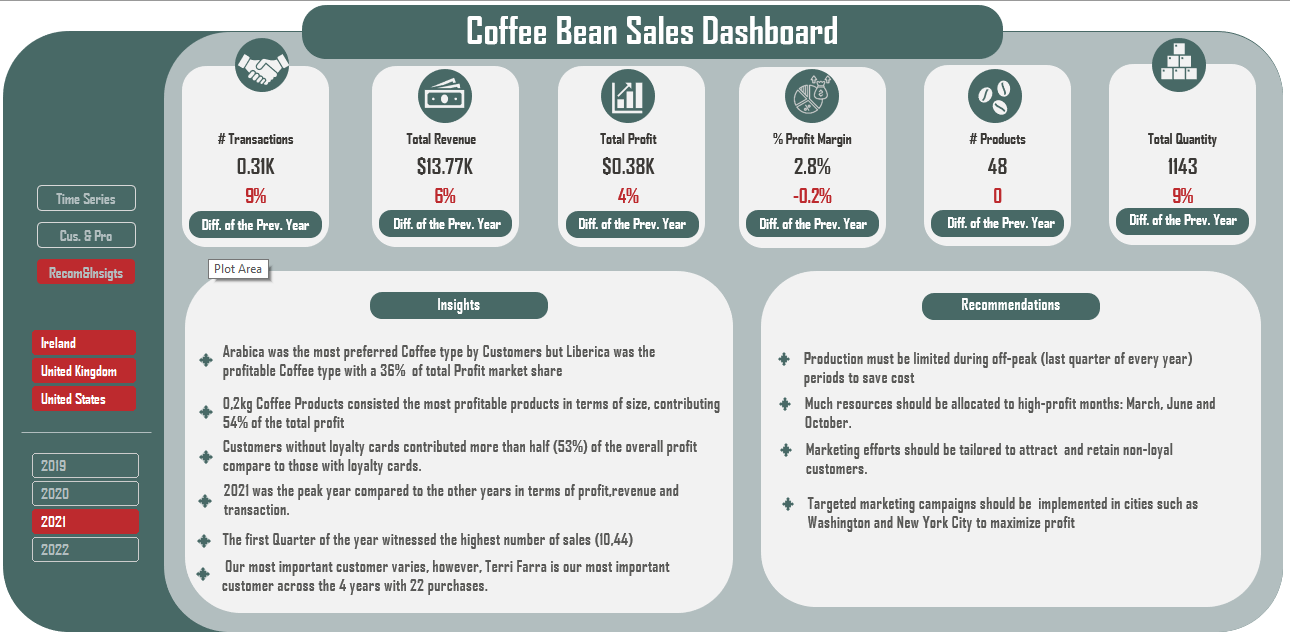 Coffee Bean Sales Dashboard
# Transactions
0.31K
9%
Diff. of the Prev. Year
Total Revenue
$13.77K
6%
Diff. of the Prev. Year
Total Profit
$0.38K
4%
Diff. of the Prev. Year
% Profit Margin
2.8%
-0.2%
Diff. of the Prev. Year
# Products
48
0
Diff. of the Prev. Year
Total Quantity
1143
9%
Diff. of the Prev. Year
Time Series
Cus. & Pro
Recom&Insigts
Ireland
United Kingdom
United States
2019
2020
2021
2022
Plot Area
Insights
Arabica was the most preferred Coffee type by Customers but Liberica was the
profitable Coffee type with a 36% of total Profit market share
0,2kg Coffee Products consisted the most profitable products in terms of size, contributing
54% of the total profit
Customers without loyalty cards contributed more than half (53%) of the overall profit
compare to those with loyalty cards.
2021 was the peak year compared to the other years in terms of profit,revenue and
transaction.
The first Quarter of the year witnessed the highest number of sales (10,44)
Our most important customer varies, however, Terri Farra is our most important
customer across the 4 years with 22 purchases.
Recommendations
Production must be limited during off-peak (last quarter of every year)
periods to save cost
Much resources should be allocated to high-profit months: March, June and
October.
Marketing efforts should be tailored to attract and retain non-loyal
customers.
Targeted marketing campaigns should be implemented in cities such as
Washington and New York City to maximize profit